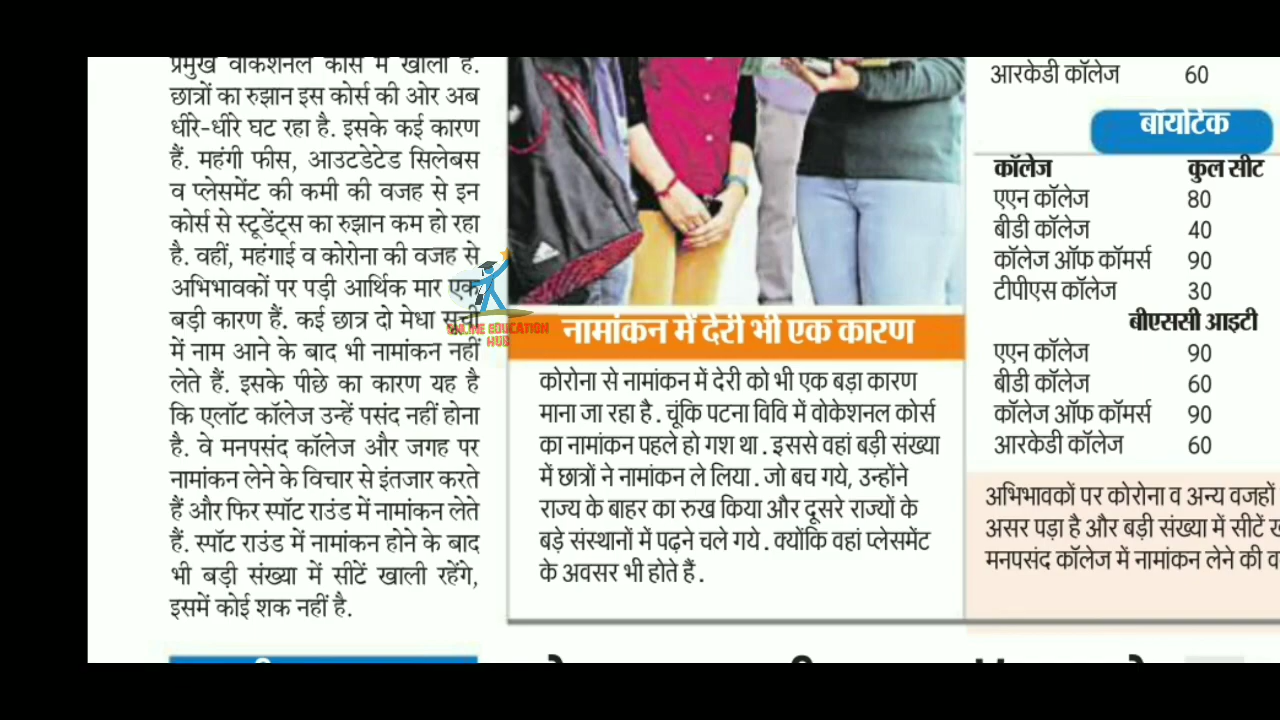 प्रमुख वोकेशनल कोर्स में खाली हैं.
छात्रों का रुझान इस कोर्स की ओर अब
धीरे-धीरे घट रहा है. इसके कई कारण
हैं. महंगी फीस, आउटडेटेड सिलेबस
व प्लेसमेंट की कमी की वजह से इन
कोर्स से स्टूडेंट्स का रुझान कम हो रहा
है. वहीं, महंगाई व कोरोना की वजह से
अभिभावकों पर पड़ी आर्थिक मार एक
बड़ी कारण हैं. कई छात्र दो मेधा सूची
में नाम आने के बाद भी नामांकन नहीं
लेते हैं. इसके पीछे का कारण यह है
कि एलॉट कॉलेज उन्हें पसंद नहीं होना
है. वे मनपसंद कॉलेज और जगह पर
नामांकन लेने के विचार से इंतजार करते
हैं और फिर स्पॉट राउंड में नामांकन लेते
हैं. स्पॉट राउंड में नामांकन होने के बाद
भी बड़ी संख्या में सीटें खाली रहेंगे,
इसमें कोई शक नहीं है.
ONLINE EDUCATION
HUB
नामांकन में देरी भी एक कारण
कोरोना से नामांकन में देरी को भी एक बड़ा कारण
माना जा रहा है. चूंकि पटना विवि में वोकेशनल कोर्स
का नामांकन पहले हो गश था. इससे वहां बड़ी संख्या
में छात्रों ने नामांकन ले लिया. जो बच गये, उन्होंने
राज्य के बाहर का रुख किया और दूसरे राज्यों के
बड़े संस्थानों में पढ़ने चले गये. क्योंकि वहां प्लेसमेंट
के अवसर भी होते हैं.
आरकेडी कॉलेज 60
बॉयोटेक
कॉलेज कुल सीट
एएन कॉलेज 80
बीडी कॉलेज 40
कॉलेज ऑफ कॉमर्स 90
टीपीएस कॉलेज 30
बीएससी आइटी
एएन कॉलेज 90
बीडी कॉलेज 60
कॉलेज ऑफ कॉमर्स 90
आरकेडी कॉलेज 60
अभिभावकों पर कोरोना व अन्य वजहों
असर पड़ा है और बड़ी संख्या में सीटें
मनपसंद कॉलेज में नामांकन लेने की